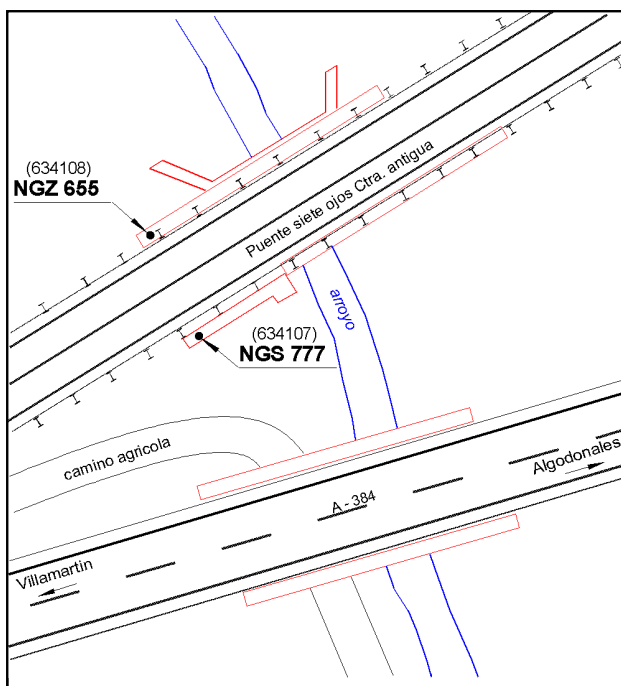 (634108)
NGZ 655
Puente siete ojos Ctra. antigua
arroyo
(634107)
NGS 777
camino agricola
Algodonales
A - 384
Villamartin